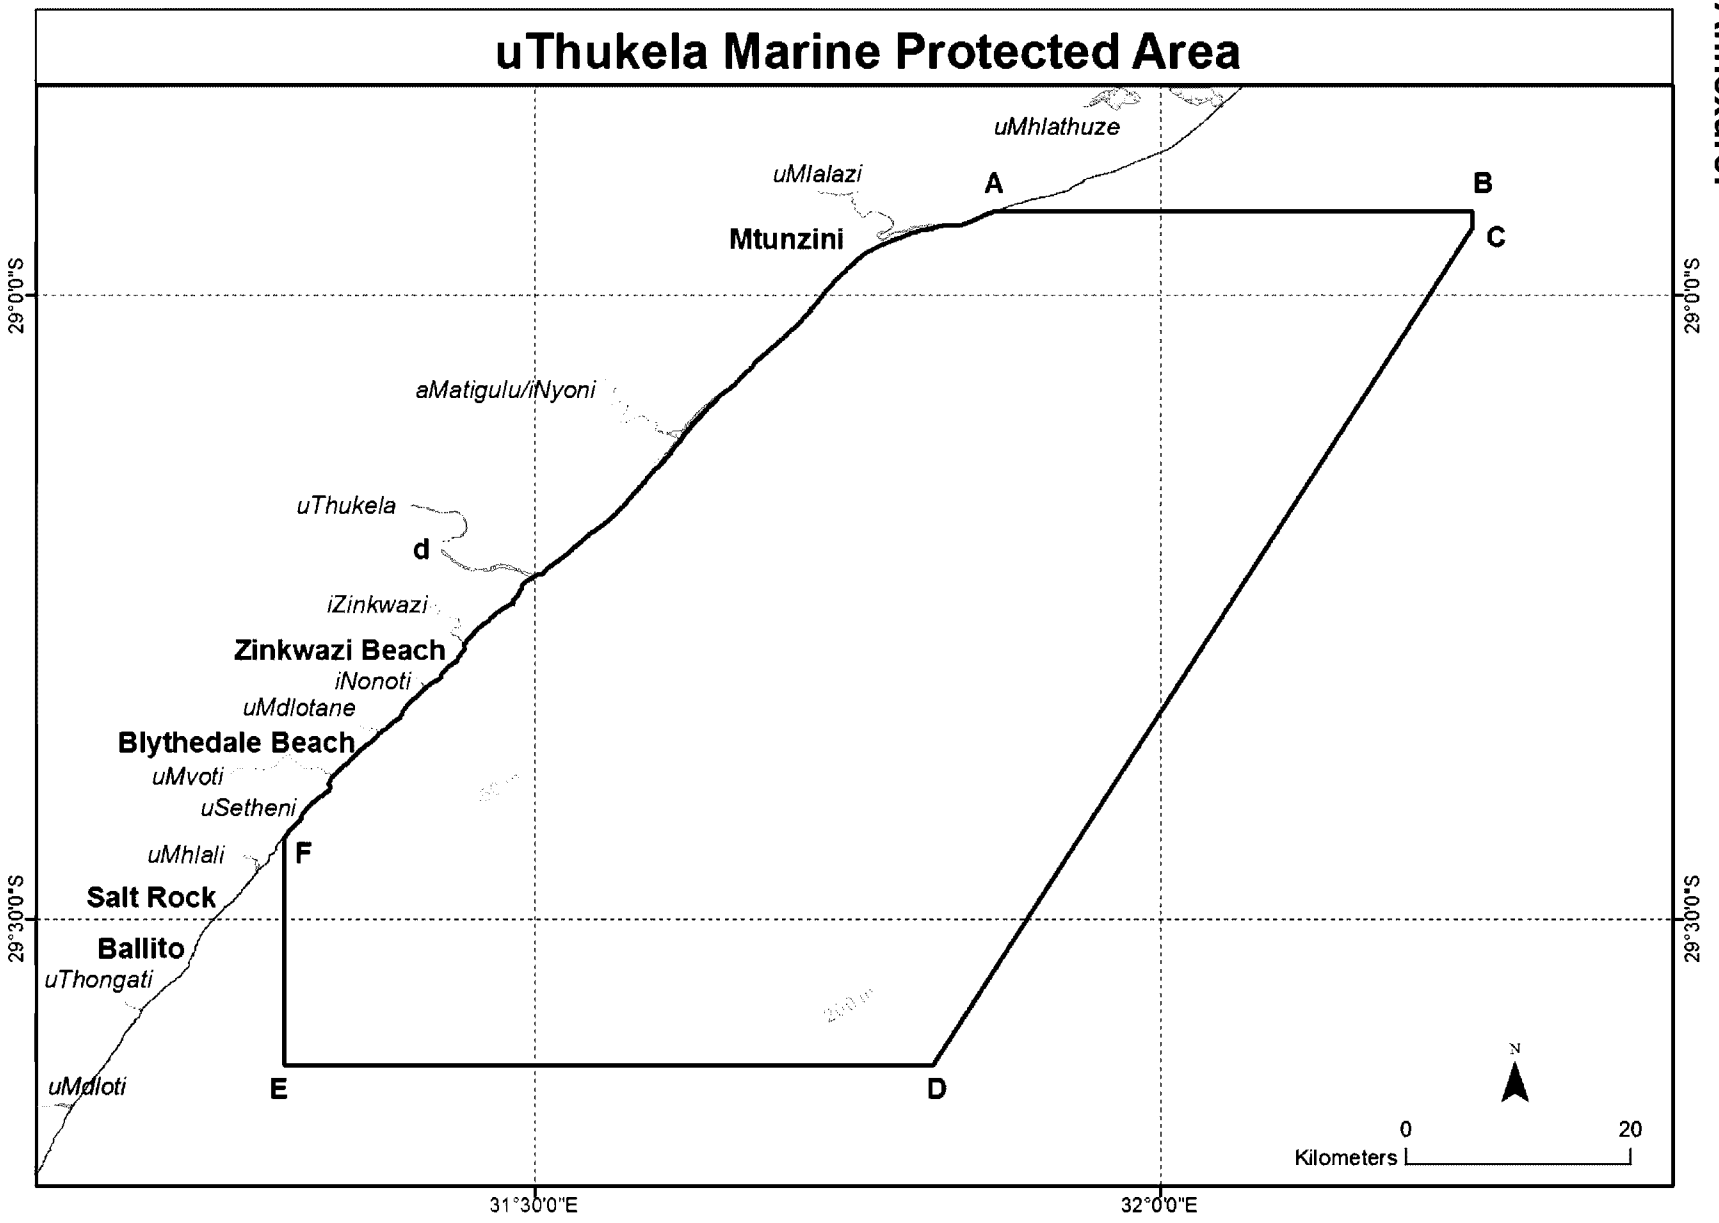 uThukela Marine Protected Area
uMhlathuze
uMlalazi
A
B
Mtunzini
C
29°0'0"S
29°0'0"S
aMatigulu/iNyoni
uThukela
d
iZinkwazi
Zinkwazi Beach
iNonoti
uMdlotane
Blythedale Beach
uMvoti
50 m
uSetheni
F
uMhlali
Salt Rock
29°30'0"S
29°30'0"S
Ballito
uThongati
200 m
E
D
uMdloti
N
0 20
Kilometers
31°30'0"E
32°0'0"E